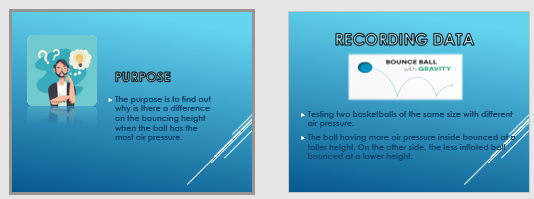 PURPOSE
The purpose is to find out
why is there a difference
on the bouncing height
when the ball has the
most air pressure.
RECORDING DATA
BOUNCE BALL
with GRAVITY
Testing two basketballs of the same size with different
air pressure.
The ball having more air pressure inside bounced at a
taller height. On the other side, the less inflated ball
bounced at a lower height.